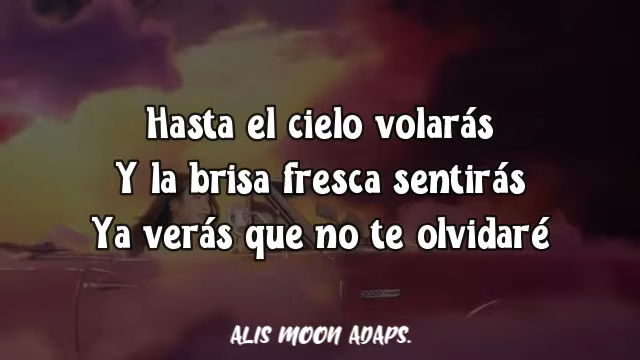 Hasta el cielo volarás
Y la brisa fresca sentirás
Ya verás que no te olvidaré
ALIS MOON ADAPS.